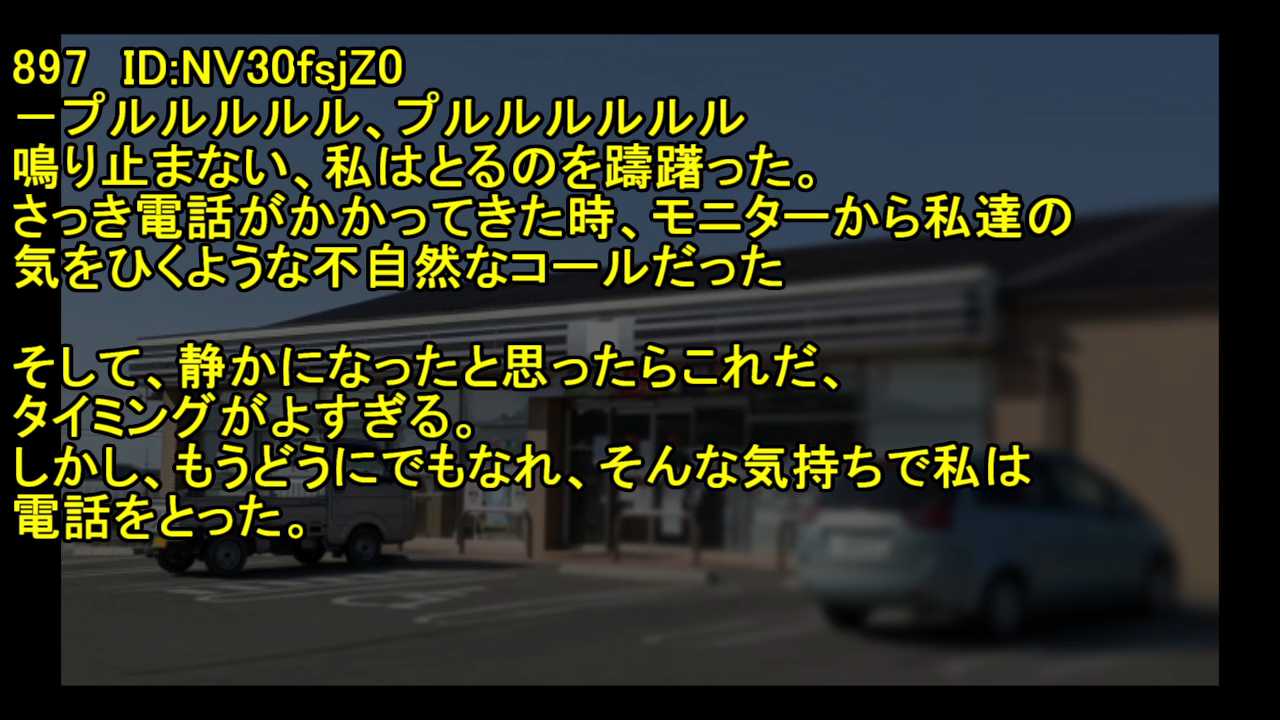 897 ID:NV30fsjZ0
－プルルルルル、プルルルルルル
鳴り止まない、私はとるのを躊躇った。
さっき電話がかかってきた時、モニターから私達の
気をひくような不自然なコールだった
そして、静かになったと思ったらこれだ、
タイミングがよすぎる。
しかし、もうどうにでもなれ、そんな気持ちで私は
電話をとった。